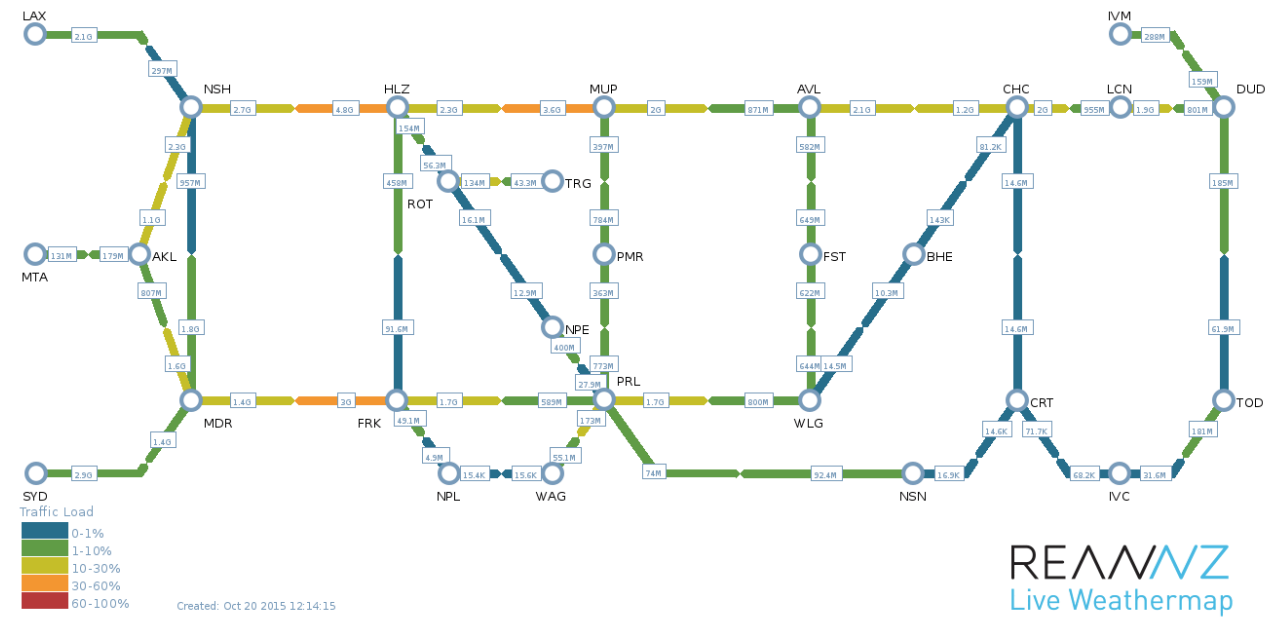 LAX
IVM
2.1G
288M
297M
159M
NSH
HLZ
MUP
AVL
CHC
LCN
DUD
2.7G
4.8G
2.3G
3.6G
2G
871M
2.1G
1.2G
2G
955M
1.9G
801M
154M
2.3G
397M
582M
81.2K
56.3M
957M
458M
134M
43.3M
TRG
14.6M
185M
ROT
1.1G
16.1M
784M
649M
143K
131M
179M
AKL
PMR
FST
BHE
MTA
807M
12.9M
363M
622M
10.3M
1.8G
91.6M
NPE
14.6M
61.9M
400M
1.6G
773M
644M
14.5M
27.9M
PRL
1.4G
3G
1.7G
589M
1.7G
800M
CRT
TOD
MDR
FRK
49.1M
173M
WLG
14.6K
71.7K
181M
1.4G
4.9M
55.1M
2.9G
15.4K
15.6K
74M
92.4M
16.9K
68.2K
31.6M
SYD
NPL
WAG
NSN
IVC
Traffic Load
0-1%
1-10%
10-30%
30-60%
60-100%
Created: Oct 20 2015 12:14:15
REANNZ
Live Weathermap